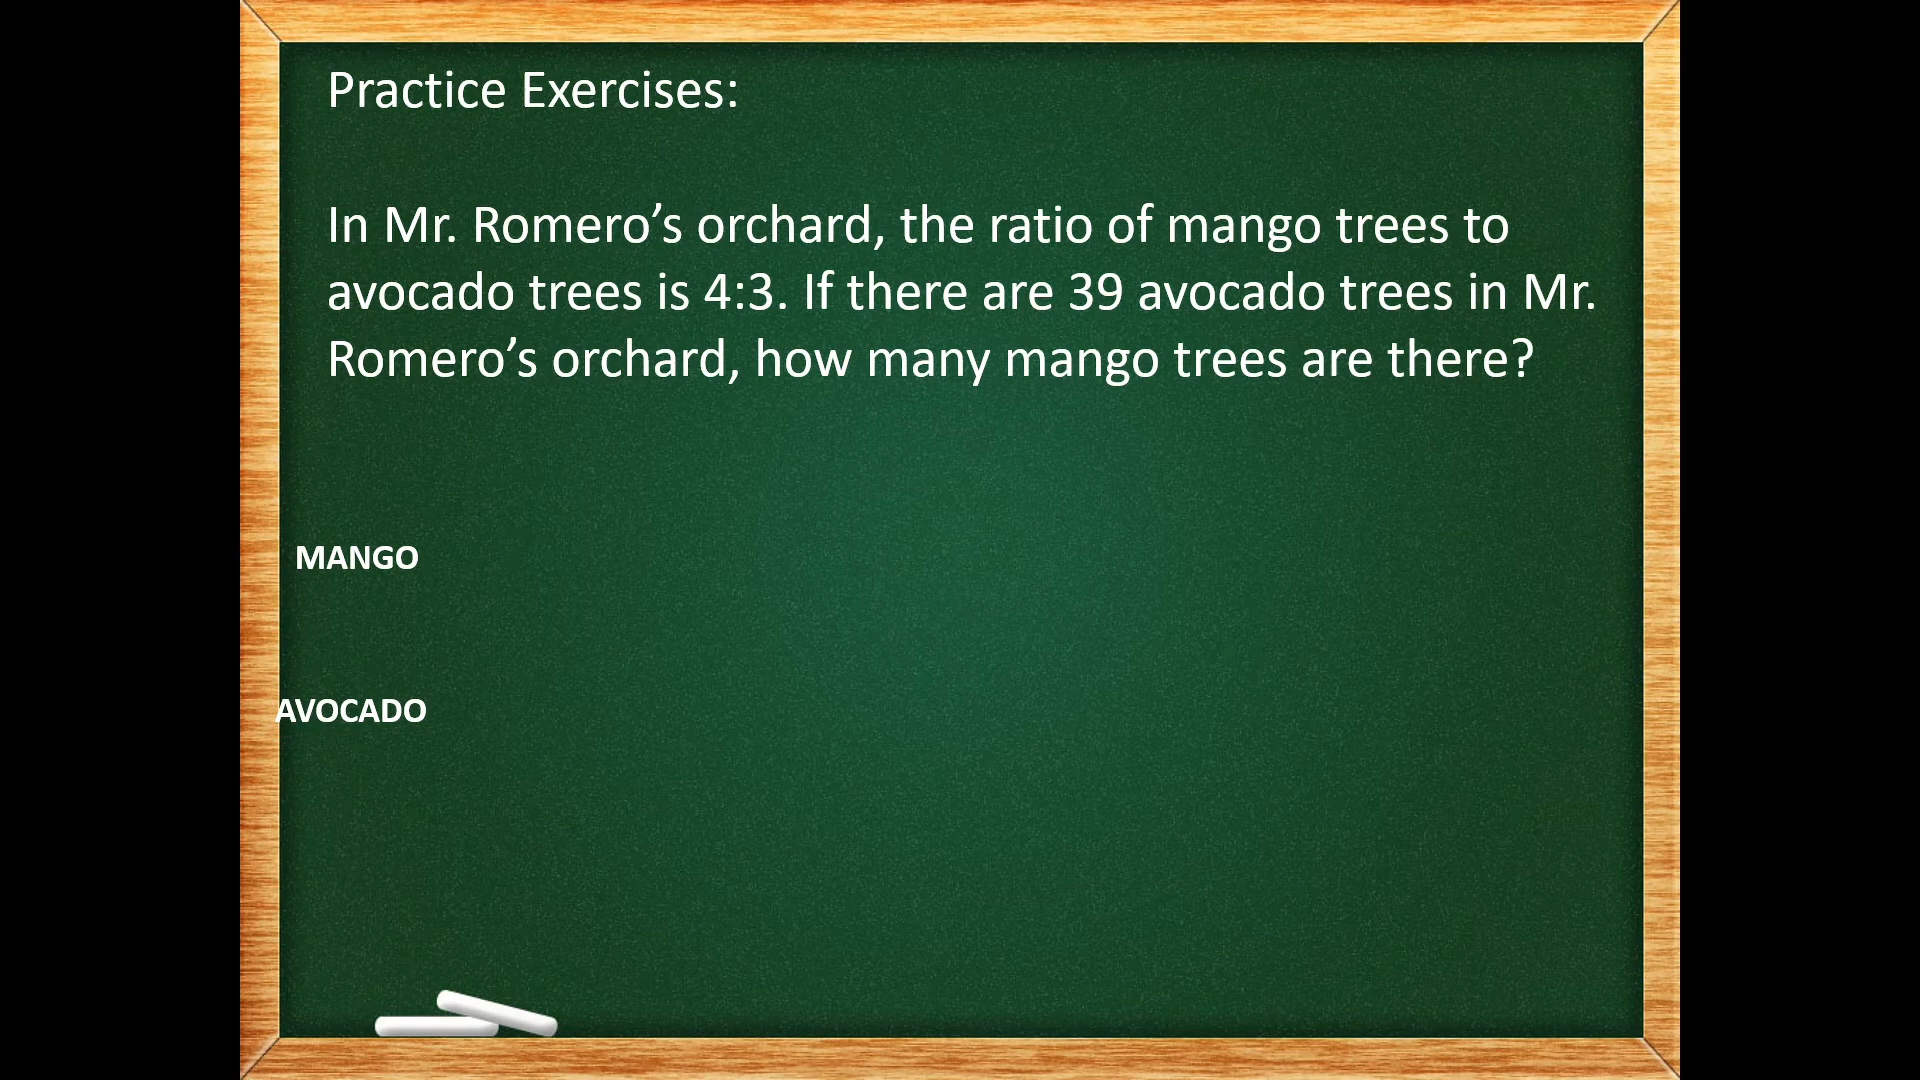 Practice Exercises:
In Mr. Romero’s orchard, the ratio of mango trees to
avocado trees is 4:3. If there are 39 avocado trees in Mr.
Romero’s orchard, how many mango trees are there?
MANGO
AVOCADO